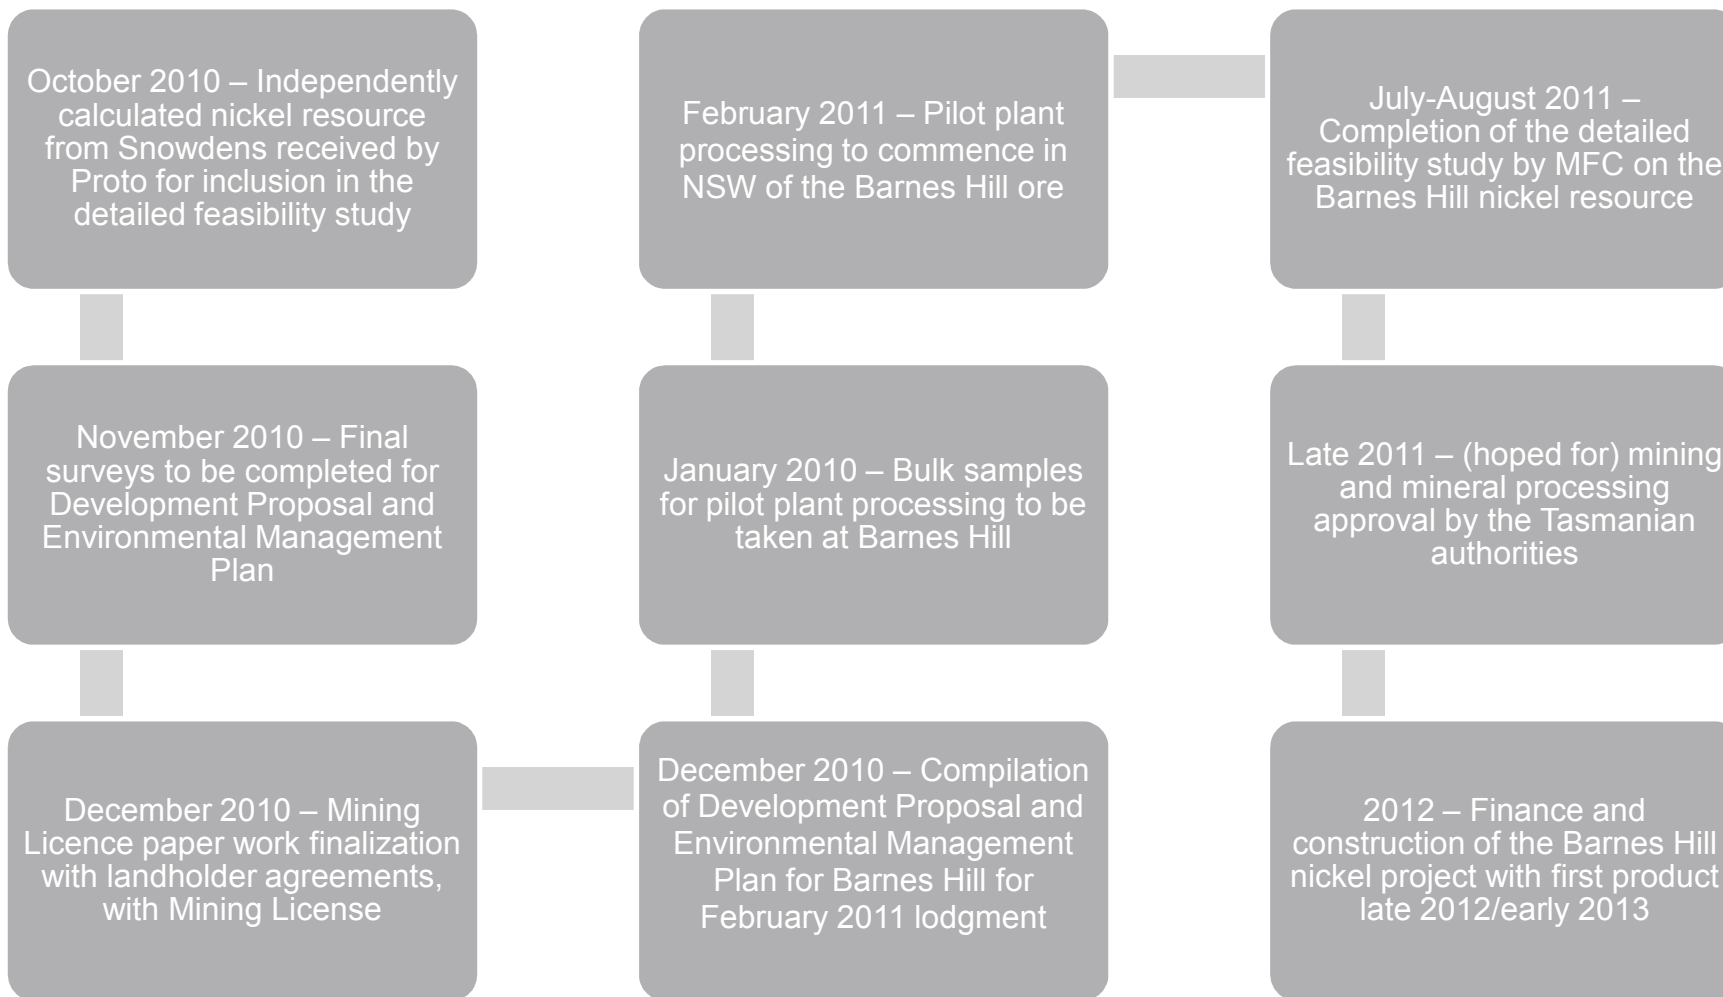 October 2010 – Independently
calculated nickel resource
from Snowdens received by
Proto for inclusion in the
detailed feasibility study
November 2010 – Final
surveys to be completed for
Development Proposal and
Environmental Management
Plan
December 2010 – Mining
Licence paper work finalization
with landholder agreements,
with Mining License
December 2010 – Compilation
of Development Proposal and
Environmental Management
Plan for Barnes Hill for
February 2011 lodgment
January 2010 – Bulk samples
for pilot plant processing to be
taken at Barnes Hill
February 2011 – Pilot plant
processing to commence in
NSW of the Barnes Hill ore
July-August 2011 –
Completion of the detailed
feasibility study by MFC on the
Barnes Hill nickel resource
Late 2011 – (hoped for) mining
and mineral processing
approval by the Tasmanian
authorities
2012 – Finance and
construction of the Barnes Hill
nickel project with first product
late 2012/early 2013